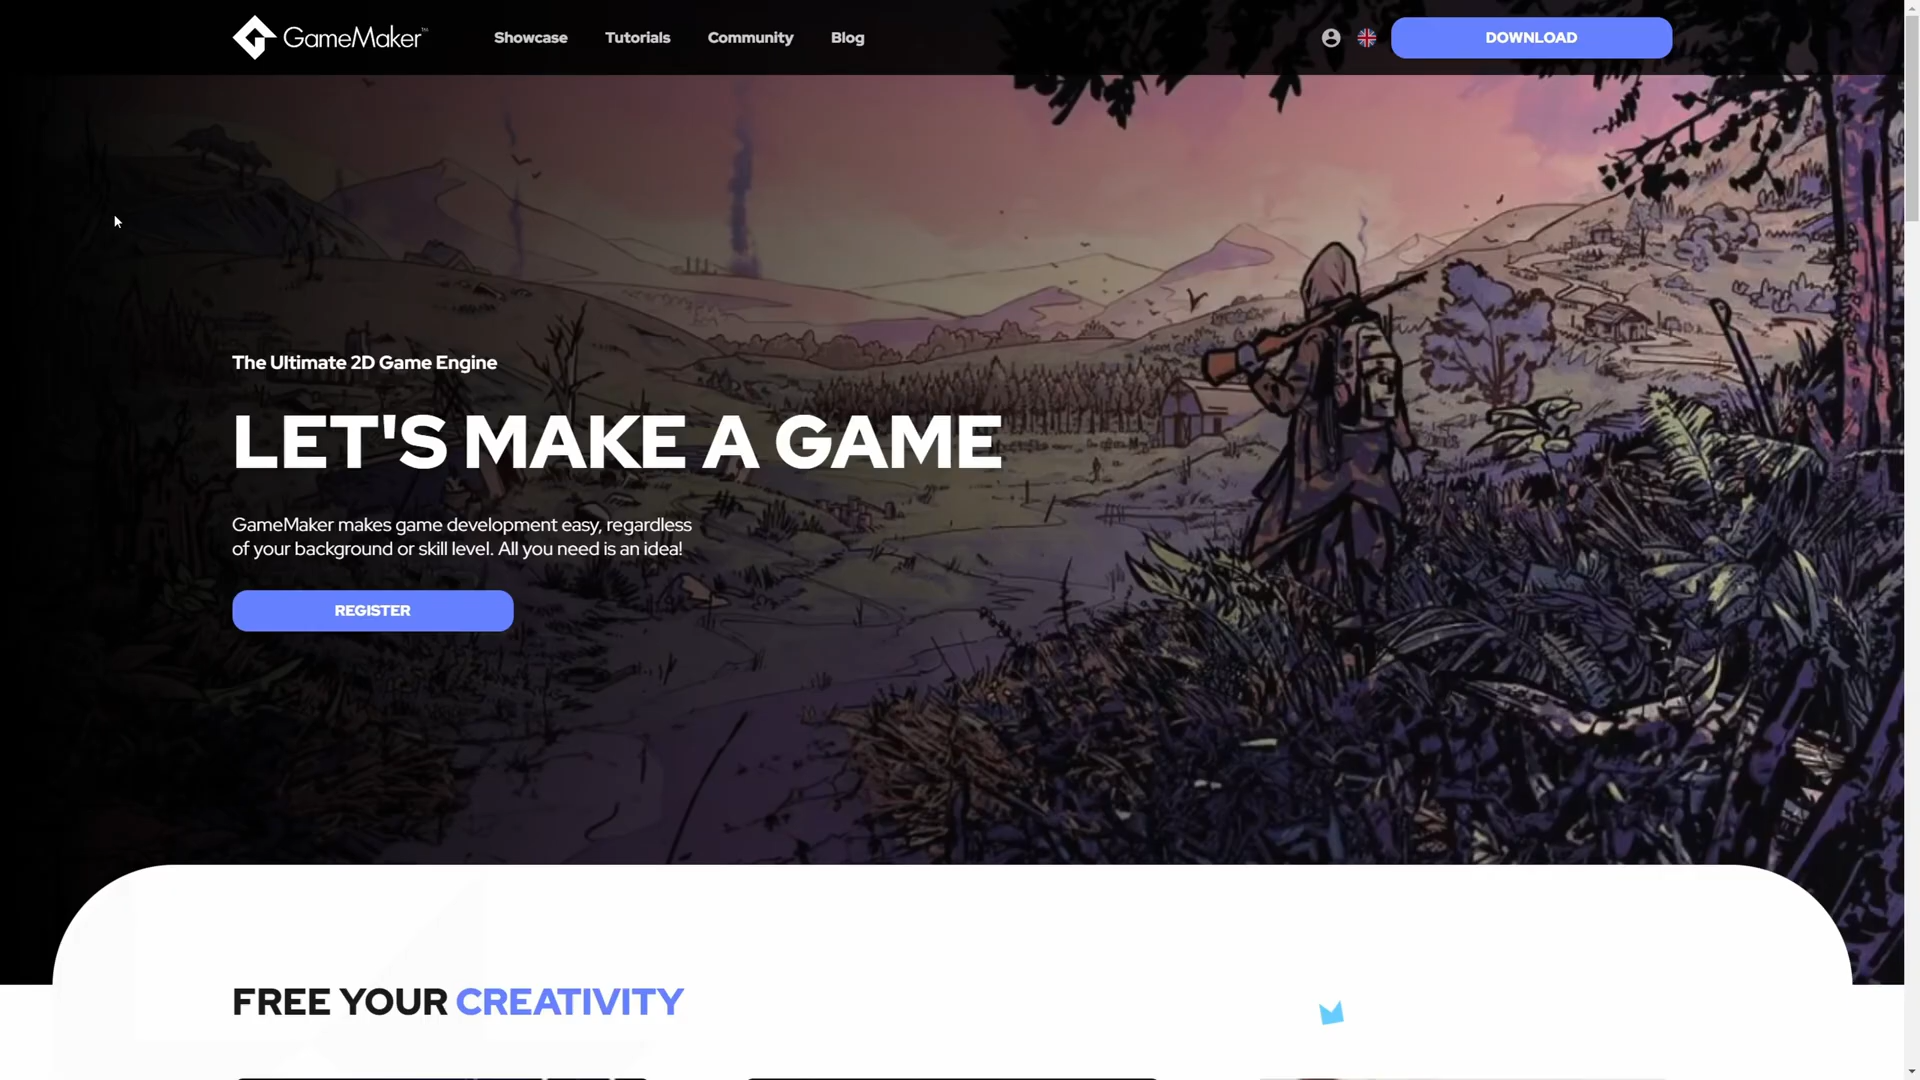 GameMaker™
Showcase
Tutorials
Community
Blog
DOWNLOAD
The Ultimate 2D Game Engine
LET'S MAKE A GAME
GameMaker makes game development easy, regardless
of your background or skill level. All you need is an idea!
REGISTER
FREE YOUR CREATIVITY